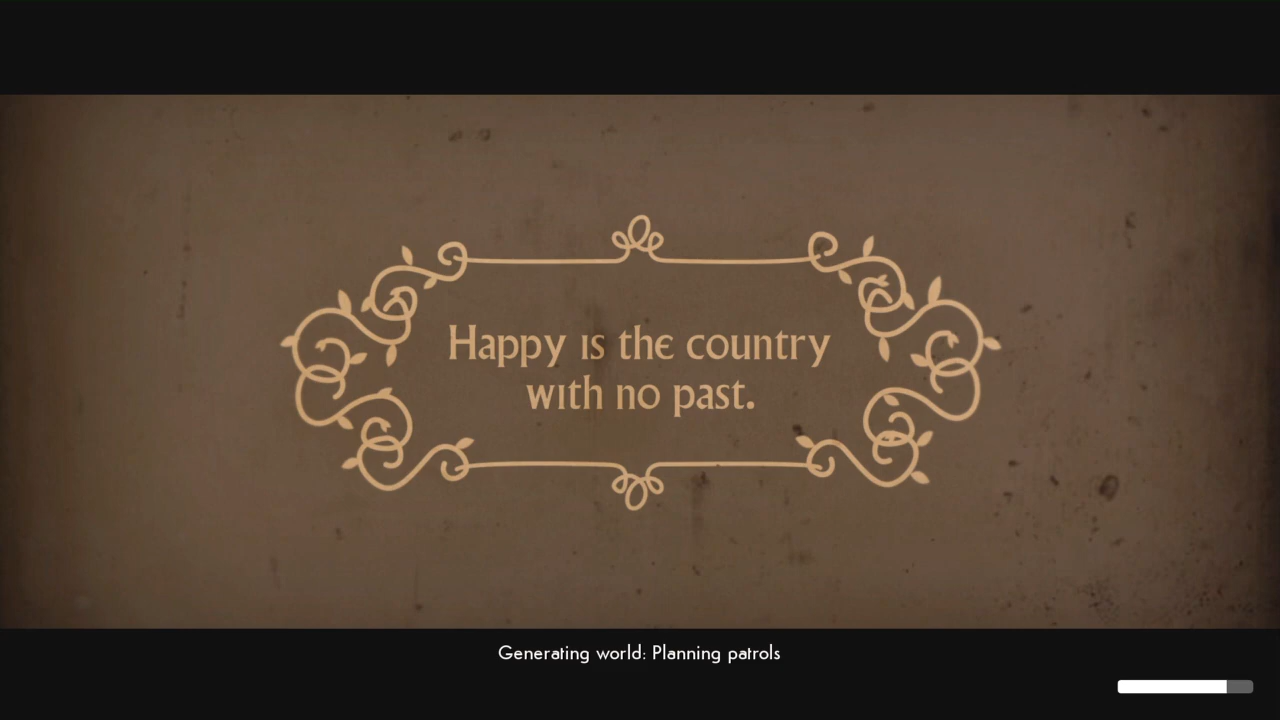 Happy is the country
with no past.
Generating world: Planning patrols